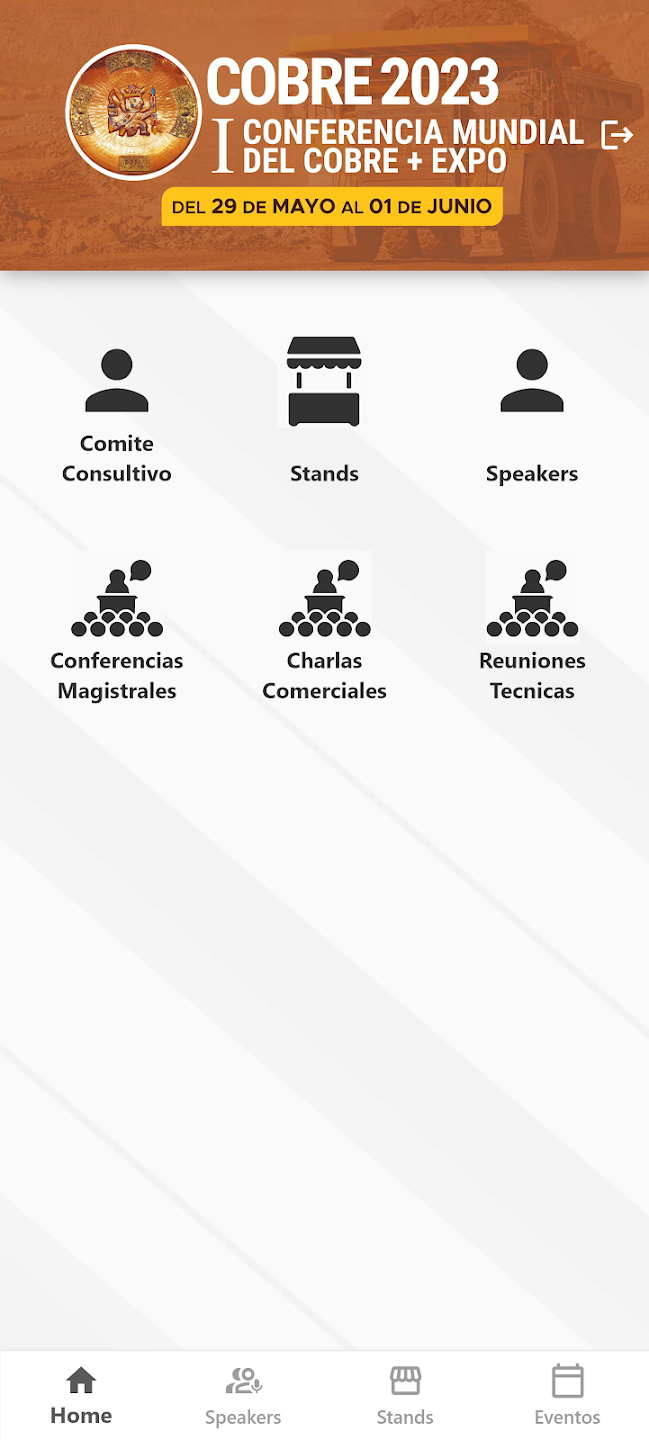 COBRE 2023
I CONFERENCIA MUNDIAL
DEL COBRE + EXPO
DEL 29 DE MAYO AL 01 DE JUNIO
Comite
Consultivo
Stands
Speakers
Conferencias
Magistrales
Charlas
Comerciales
Reuniones
Tecnicas
Home
Speakers
Stands
Eventos